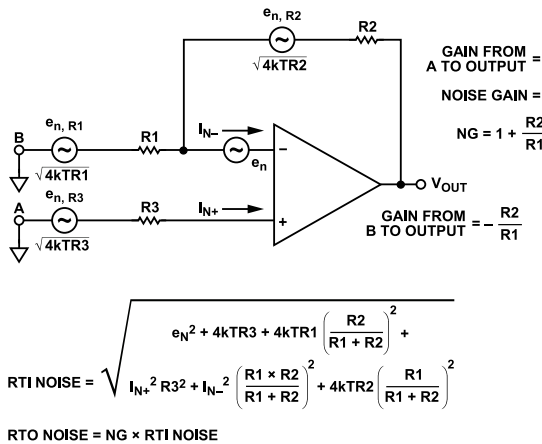 e_n, R2
R2
√4kTR2
GAIN FROM
A TO OUTPUT =
NOISE GAIN =
NG = 1 + R2/R1
B
e_n, R1
R1
√4kTR1
I_N–
e_n
–
A
e_n, R3
R3
√4kTR3
I_N+
+
V_OUT
GAIN FROM
B TO OUTPUT = – R2/R1
RTI NOISE = √
e_N² + 4kTR3 + 4kTR1 (R2/(R1 + R2))² +
I_N+² R3² + I_N–² ((R1 × R2)/(R1 + R2))² + 4kTR2 (R1/(R1 + R2))²
RTO NOISE = NG × RTI NOISE